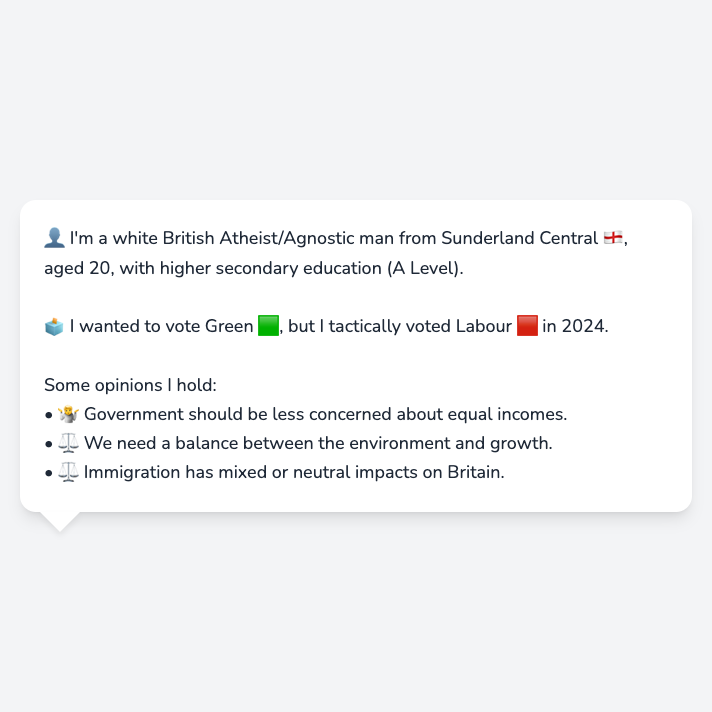 👤 I'm a white British Atheist/Agnostic man from Sunderland Central 🏴󠁧󠁢󠁥󠁮󠁧󠁿,
aged 20, with higher secondary education (A Level).
🗳️ I wanted to vote Green 🟩, but I tactically voted Labour 🟥 in 2024.
Some opinions I hold:
• 🤷 Government should be less concerned about equal incomes.
• ⚖️ We need a balance between the environment and growth.
• ⚖️ Immigration has mixed or neutral impacts on Britain.